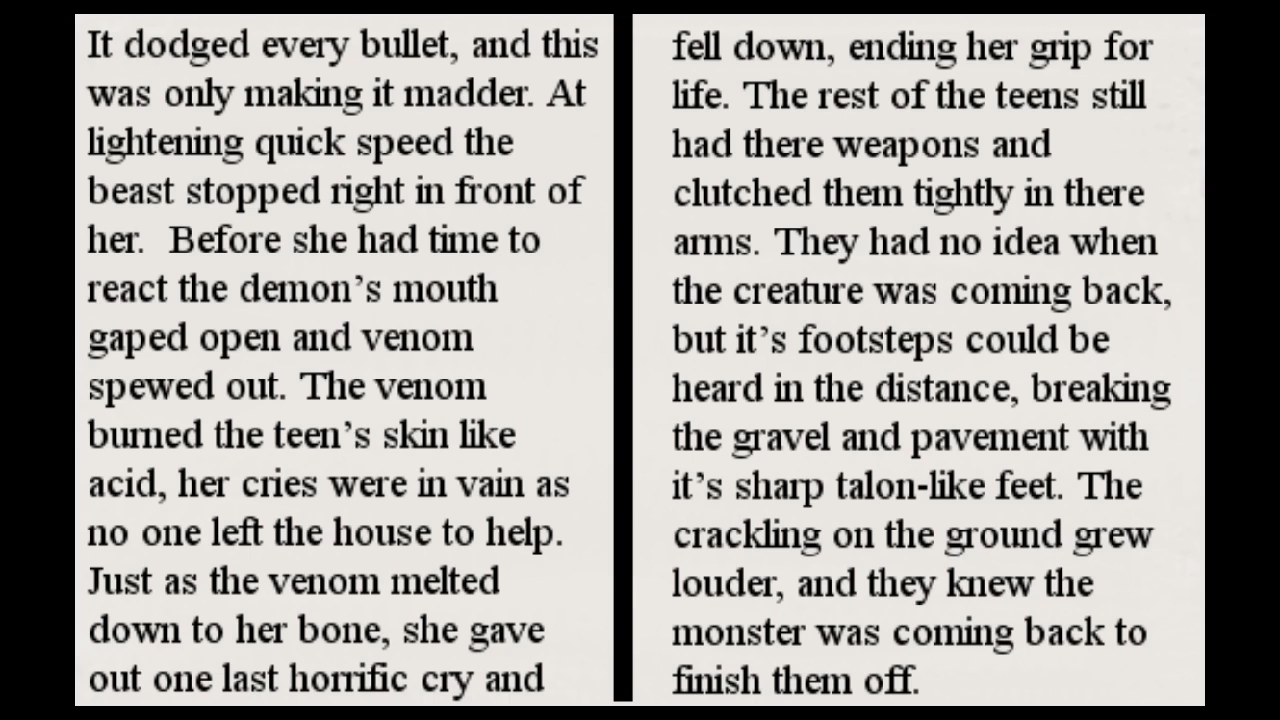 It dodged every bullet, and this
was only making it madder. At
lightening quick speed the
beast stopped right in front of
her.  Before she had time to
react the demon’s mouth
gaped open and venom
spewed out. The venom
burned the teen’s skin like
acid, her cries were in vain as
no one left the house to help.
Just as the venom melted
down to her bone, she gave
out one last horrific cry and
fell down, ending her grip for
life. The rest of the teens still
had there weapons and
clutched them tightly in there
arms. They had no idea when
the creature was coming back,
but it’s footsteps could be
heard in the distance, breaking
the gravel and pavement with
it’s sharp talon-like feet. The
crackling on the ground grew
louder, and they knew the
monster was coming back to
finish them off.